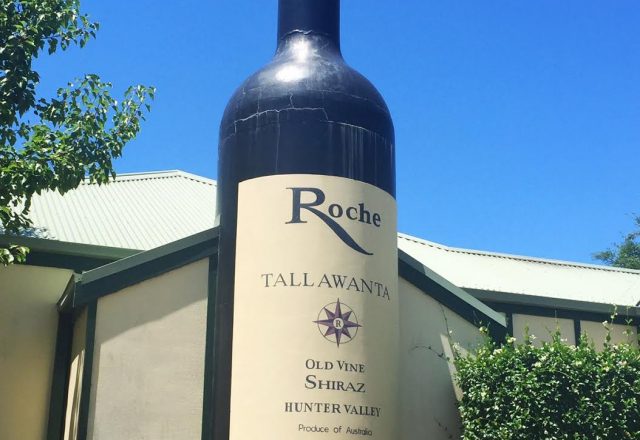 Roche
TALLAWANTA
R
OLD VINE
SHIRAZ
HUNTER VALLEY
Produce of Australia